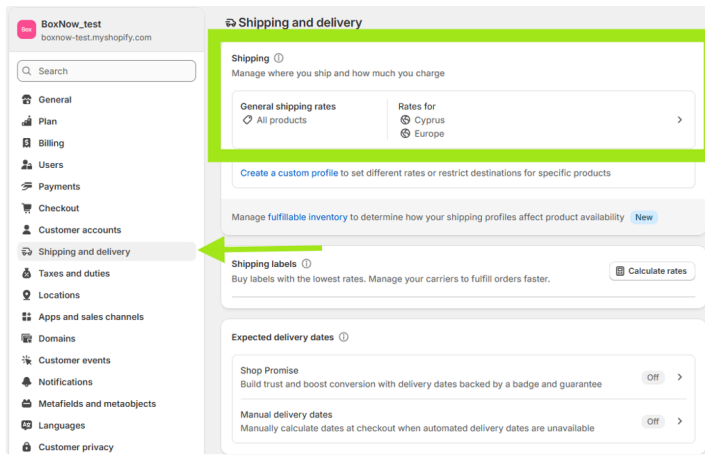 Box
BoxNow_test
boxnow-test.myshopify.com
Search
General
Plan
Billing
Users
Payments
Checkout
Customer accounts
Shipping and delivery
Taxes and duties
Locations
Apps and sales channels
Domains
Customer events
Notifications
Metafields and metaobjects
Languages
Customer privacy
Shipping and delivery
Shipping
Manage where you ship and how much you charge
General shipping rates
All products
Rates for
Cyprus
Europe
Create a custom profile to set different rates or restrict destinations for specific products
Manage fulfillable inventory to determine how your shipping profiles affect product availability New
Shipping labels
Buy labels with the lowest rates. Manage your carriers to fulfill orders faster.
Calculate rates
Expected delivery dates
Shop Promise
Build trust and boost conversion with delivery dates backed by a badge and guarantee
Off
Manual delivery dates
Manually calculate dates at checkout when automated delivery dates are unavailable
Off